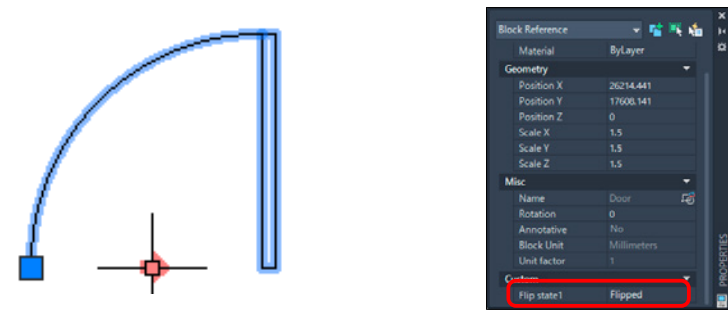 Block Reference
Material ByLayer
Geometry
Position X 26214.441
Position Y 17608.141
Position Z 0
Scale X 1.5
Scale Y 1.5
Scale Z 1.5
Misc
Name Door
Rotation 0
Annotative No
Block Unit Millimeters
Unit factor 1
Custom
Flip state1 Flipped
PROPERTIES